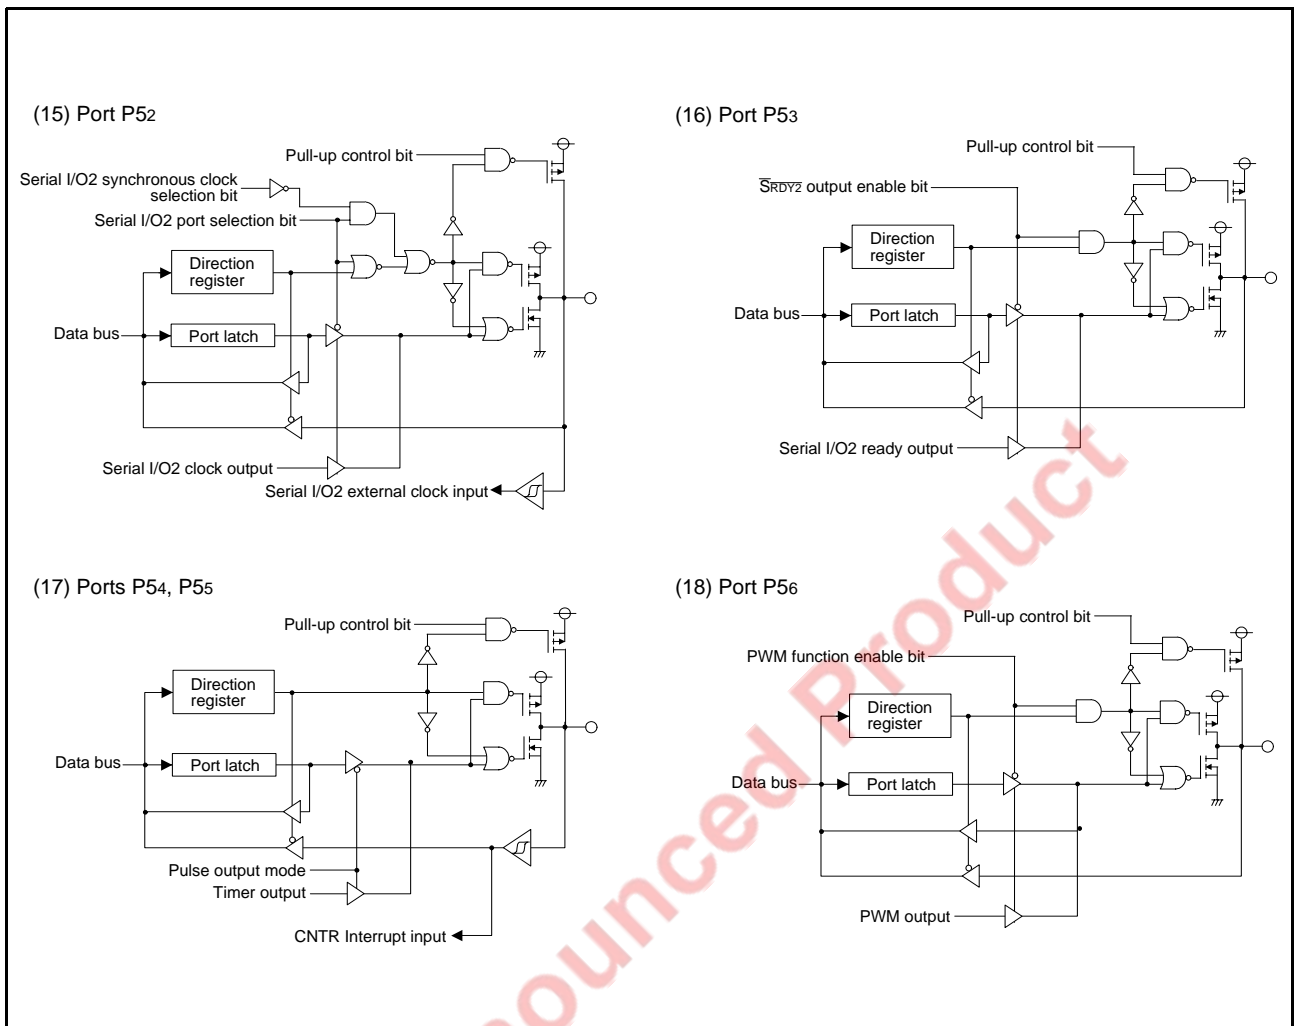 (15) Port P52
Pull-up control bit
Serial I/O2 synchronous clock
selection bit
Serial I/O2 port selection bit
Direction
register
Data bus
Port latch
Serial I/O2 clock output
Serial I/O2 external clock input
(16) Port P53
Pull-up control bit
SRDY2 output enable bit
Direction
register
Data bus
Port latch
Serial I/O2 ready output
(17) Ports P54, P55
Pull-up control bit
Direction
register
Data bus
Port latch
Pulse output mode
Timer output
CNTR Interrupt input
(18) Port P56
Pull-up control bit
PWM function enable bit
Direction
register
Data bus
Port latch
PWM output
ounced Product